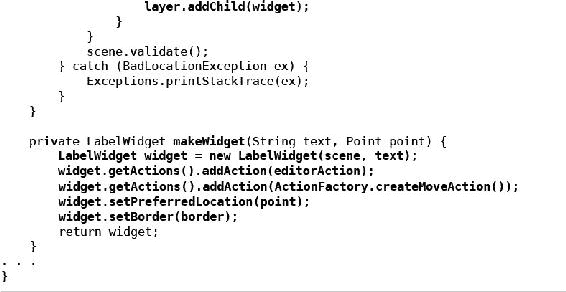 layer.addChild(widget);
}
}
scene.validate();
} catch (BadLocationException ex) {
Exceptions.printStackTrace(ex);
}
}
private LabelWidget makeWidget(String text, Point point) {
LabelWidget widget = new LabelWidget(scene, text);
widget.getActions().addAction(editorAction);
widget.getActions().addAction(ActionFactory.createMoveAction());
widget.setPreferredLocation(point);
widget.setBorder(border);
return widget;
}
. . .
}